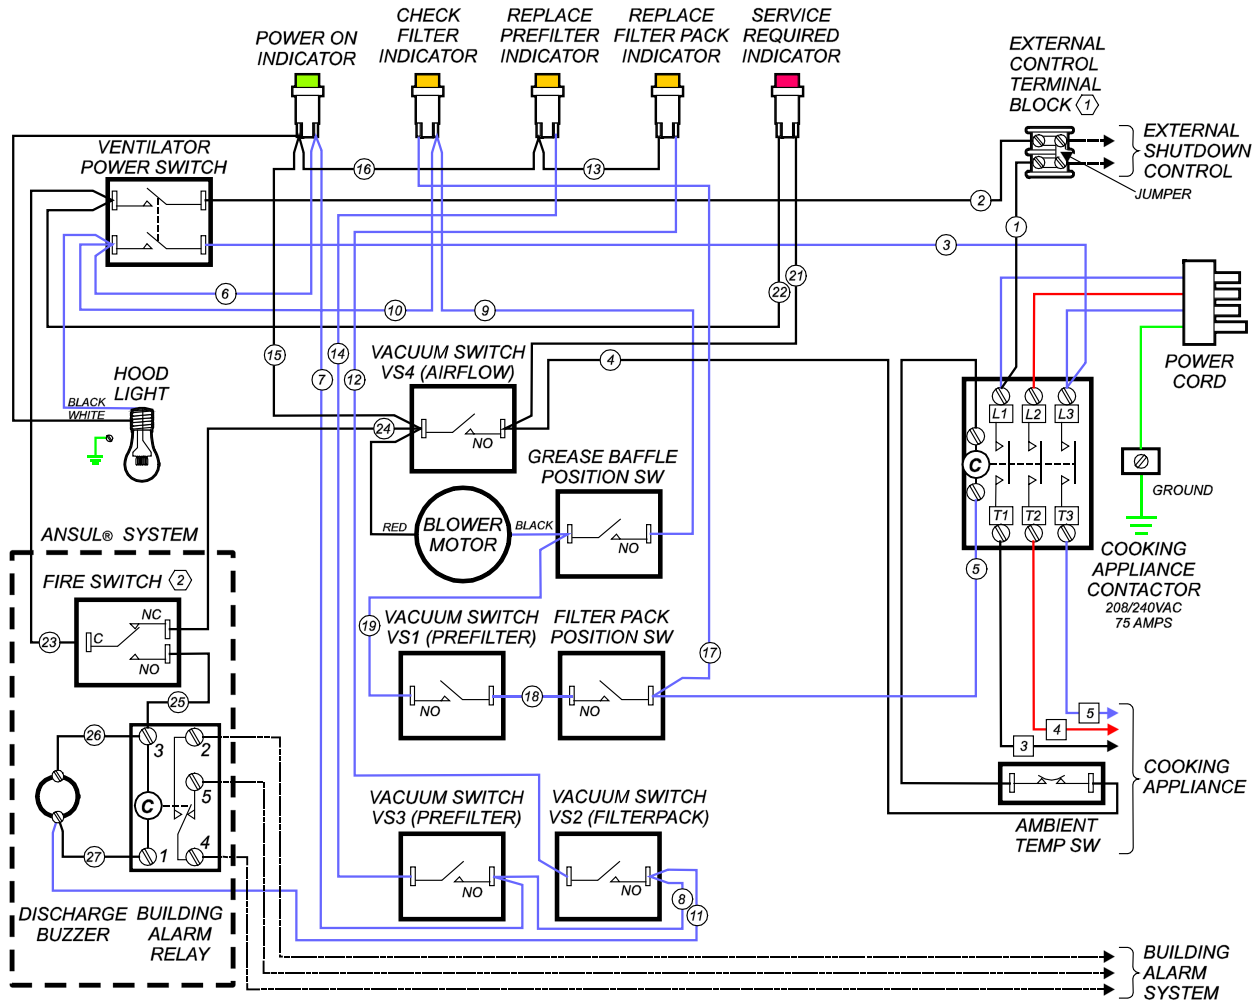 POWER ON
INDICATOR
CHECK
FILTER
INDICATOR
REPLACE
PREFILTER
INDICATOR
REPLACE
FILTER PACK
INDICATOR
SERVICE
REQUIRED
INDICATOR
EXTERNAL
CONTROL
TERMINAL
BLOCK 1
EXTERNAL
SHUTDOWN
CONTROL
JUMPER
VENTILATOR
POWER SWITCH
16
13
2
1
3
6
10
9
21
22
15
14
7
12
4
VACUUM SWITCH
VS4 (AIRFLOW)
NO
24
HOOD
LIGHT
BLACK
WHITE
POWER
CORD
L1
L2
L3
C
T1
T2
T3
GROUND
COOKING
APPLIANCE
CONTACTOR
208/240VAC
75 AMPS
5
GREASE BAFFLE
POSITION SW
NO
RED
BLOWER
MOTOR
BLACK
ANSUL® SYSTEM
FIRE SWITCH 2
NC
C
NO
23
25
19
VACUUM SWITCH
VS1 (PREFILTER)
NO
18
FILTER PACK
POSITION SW
NO
17
26
3
2
5
C
1
4
27
DISCHARGE
BUZZER
BUILDING
ALARM
RELAY
VACUUM SWITCH
VS3 (PREFILTER)
NO
VACUUM SWITCH
VS2 (FILTERPACK)
NO
8
11
5
4
3
COOKING
APPLIANCE
AMBIENT
TEMP SW
BUILDING
ALARM
SYSTEM